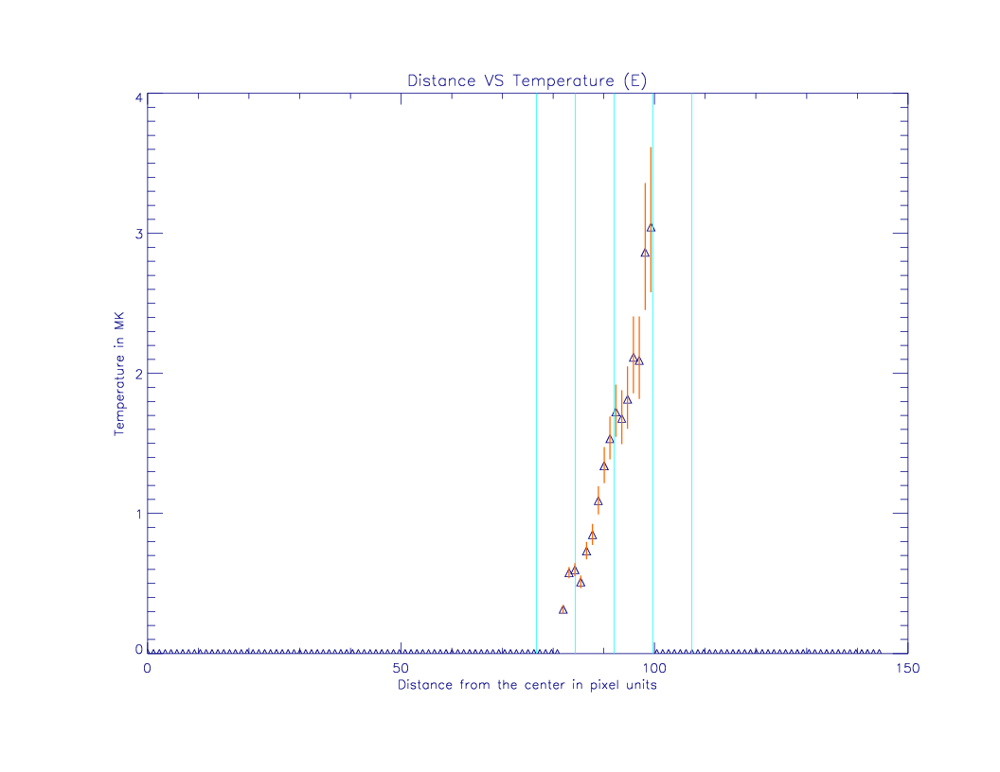 Distance VS Temperature (E)
4
3
2
1
0
Temperature in MK
0 50 100 150
Distance from the center in pixel units